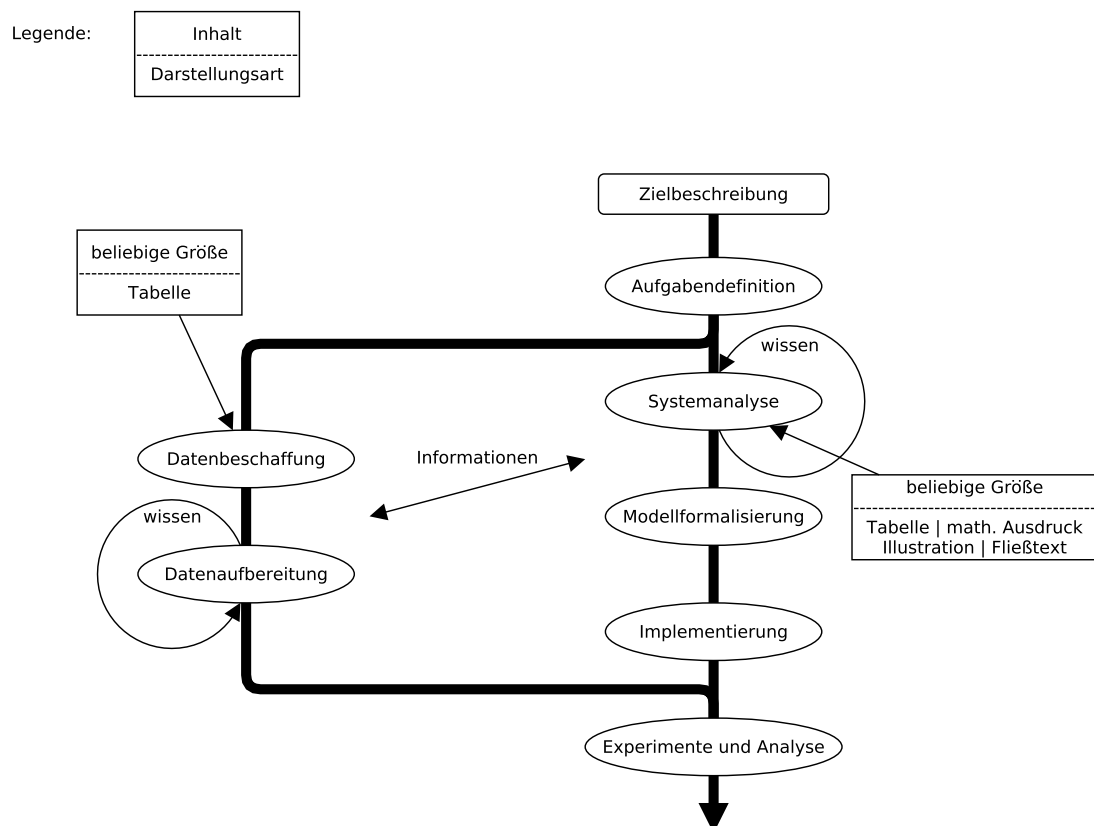 Legende:
Inhalt
Darstellungsart
Zielbeschreibung
beliebige Größe
Tabelle
Aufgabendefinition
wissen
Systemanalyse
Datenbeschaffung
Informationen
beliebige Größe
Tabelle | math. Ausdruck
Illustration | Fließtext
wissen
Modellformalisierung
Datenaufbereitung
Implementierung
Experimente und Analyse